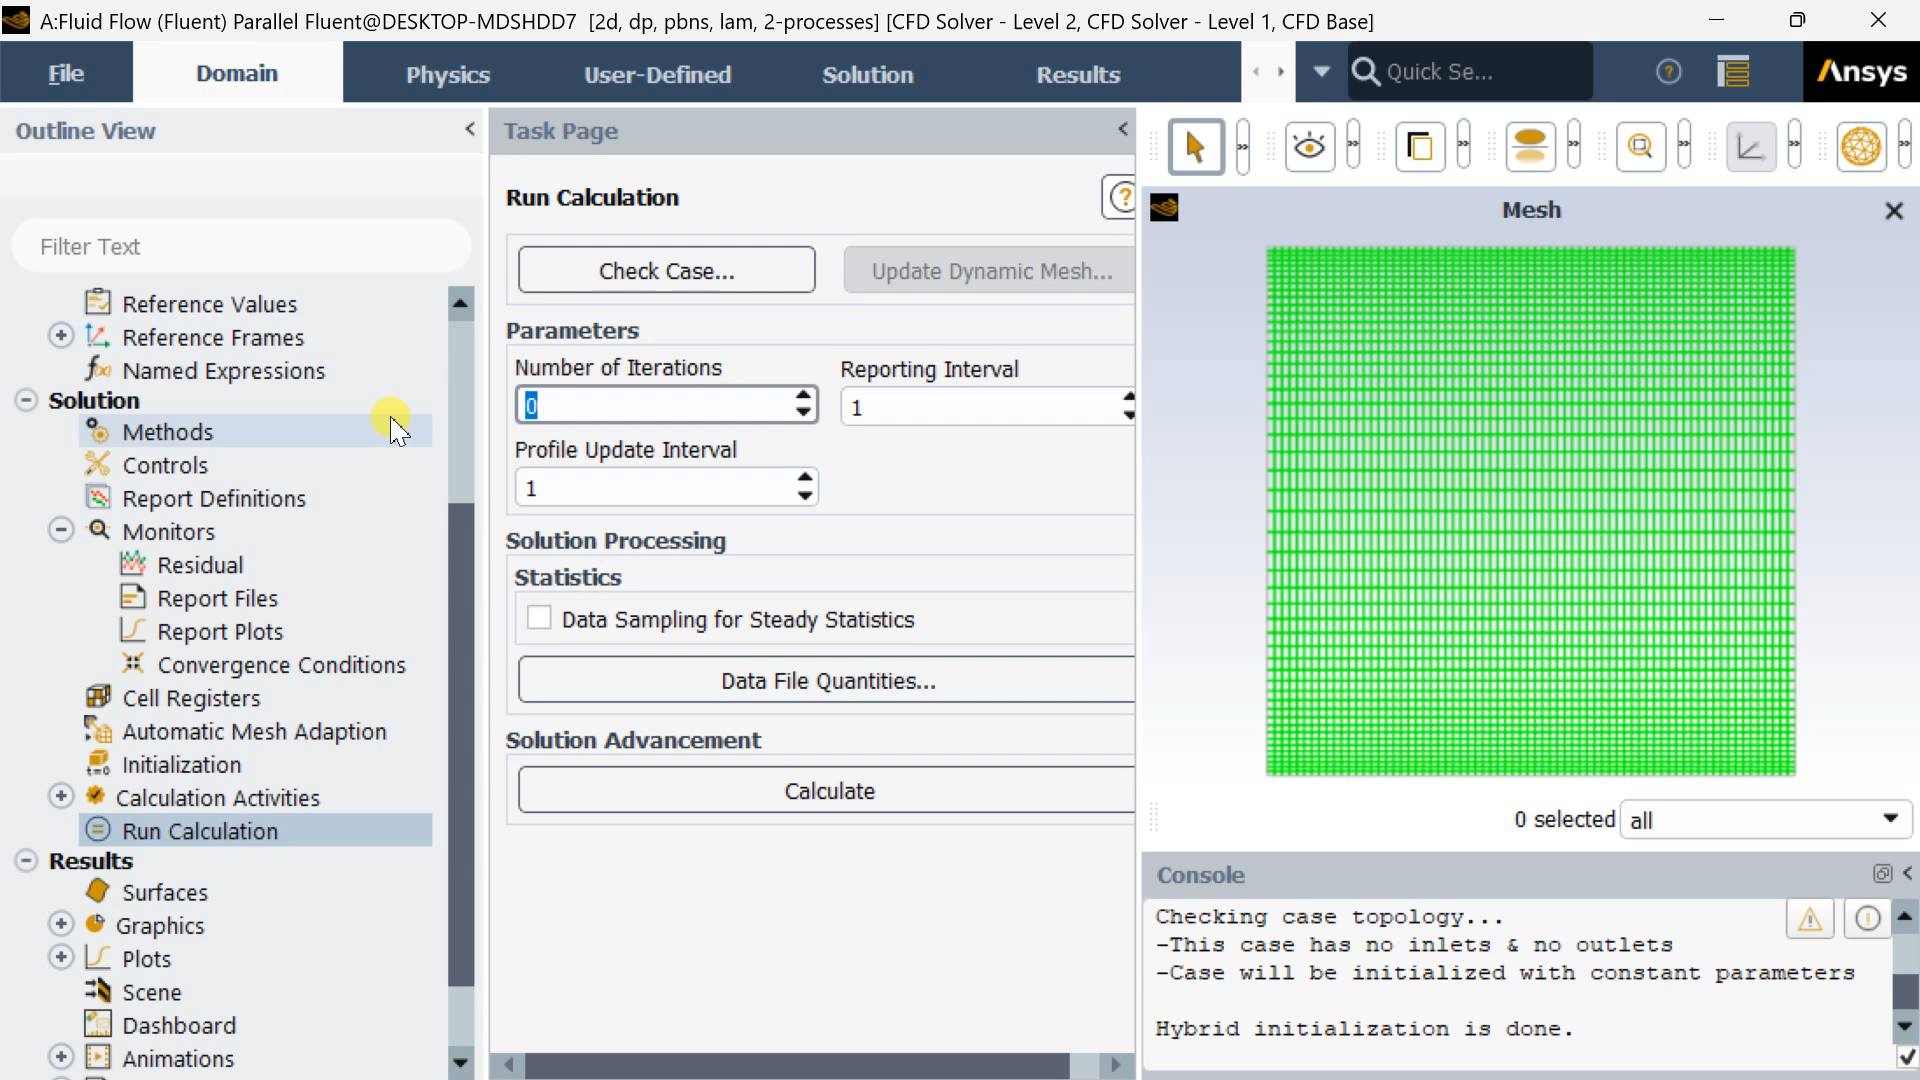 A:Fluid Flow (Fluent) Parallel Fluent@DESKTOP-MDSHDD7 [2d, dp, pbns, lam, 2-processes] [CFD Solver - Level 2, CFD Solver - Level 1, CFD Base]
File Domain Physics User-Defined Solution Results Quick Se... Ansys
Outline View
Filter Text
Reference Values
Reference Frames
Named Expressions
Solution
Methods
Controls
Report Definitions
Monitors
Residual
Report Files
Report Plots
Convergence Conditions
Cell Registers
Automatic Mesh Adaption
Initialization
Calculation Activities
Run Calculation
Results
Surfaces
Graphics
Plots
Scene
Dashboard
Animations
Task Page
Run Calculation
Check Case... Update Dynamic Mesh...
Parameters
Number of Iterations Reporting Interval
0 1
Profile Update Interval
1
Solution Processing
Statistics
Data Sampling for Steady Statistics
Data File Quantities...
Solution Advancement
Calculate
Mesh
0 selected all
Console
Checking case topology...
-This case has no inlets & no outlets
-Case will be initialized with constant parameters
Hybrid initialization is done.